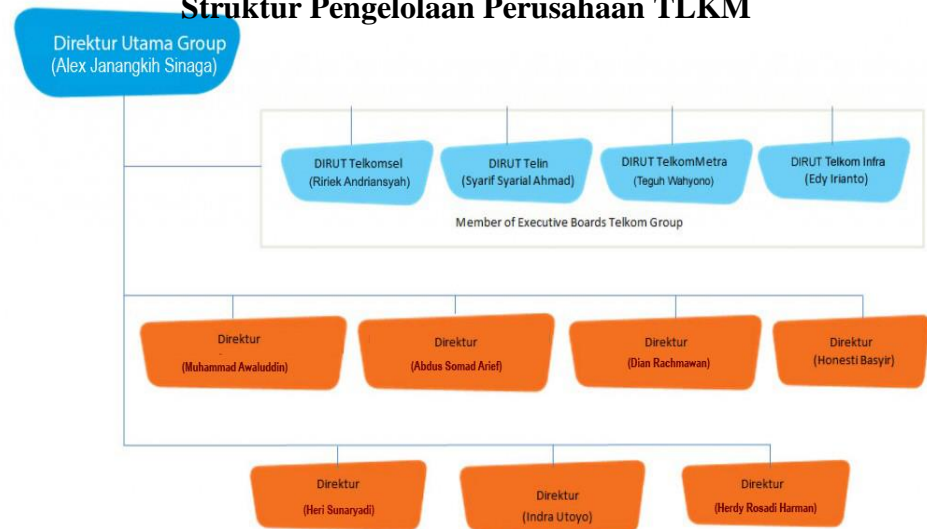 Struktur Pengelolaan Perusahaan TLKM
Direktur Utama Group
(Alex Janangkih Sinaga)
DIRUT Telkomsel
(Ririek Andriansyah)
DIRUT Telin
(Syarif Syarial Ahmad)
DIRUT TelkomMetra
(Teguh Wahyono)
DIRUT Telkom Infra
(Edy Irianto)
Member of Executive Boards Telkom Group
Direktur
(Muhammad Awaluddin)
Direktur
(Abdus Somad Arief)
Direktur
(Dian Rachmawan)
Direktur
(Honesti Basyir)
Direktur
(Heri Sunaryadi)
Direktur
(Indra Utoyo)
Direktur
(Herdy Rosadi Harman)